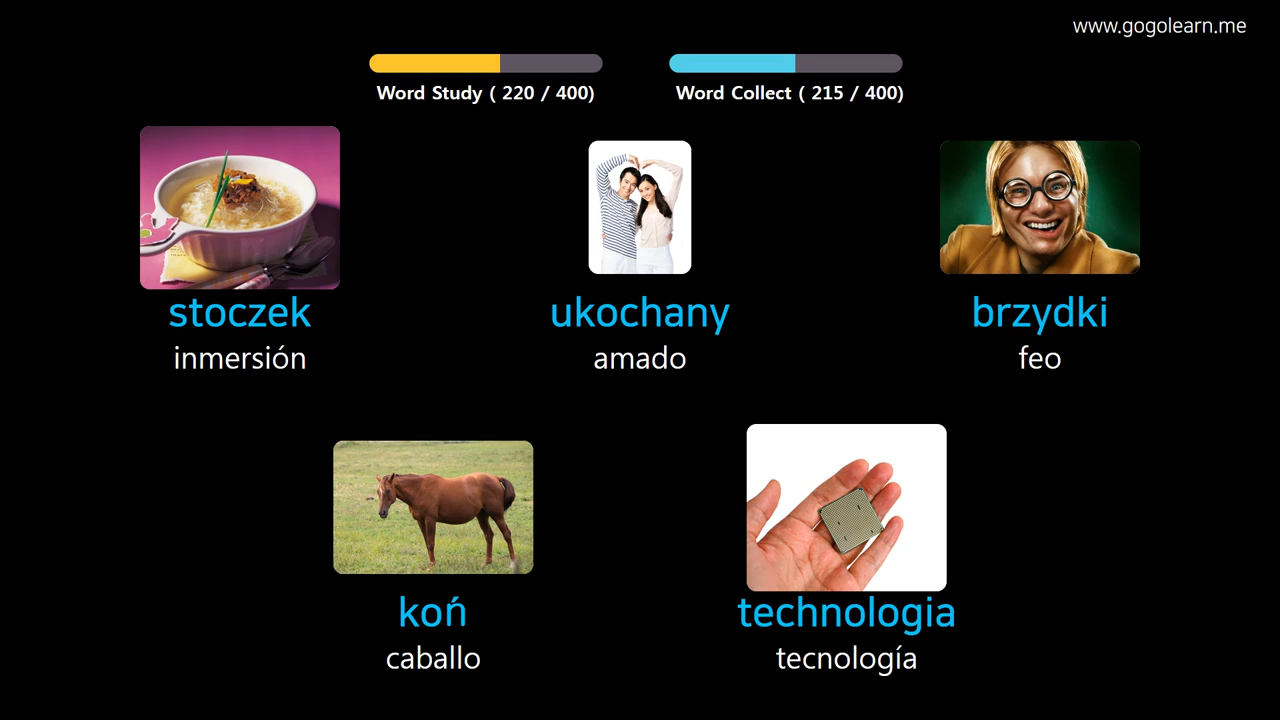 www.gogolearn.me
Word Study ( 220 / 400)
Word Collect ( 215 / 400)
stoczek
inmersión
ukochany
amado
brzydki
feo
koń
caballo
technologia
tecnología